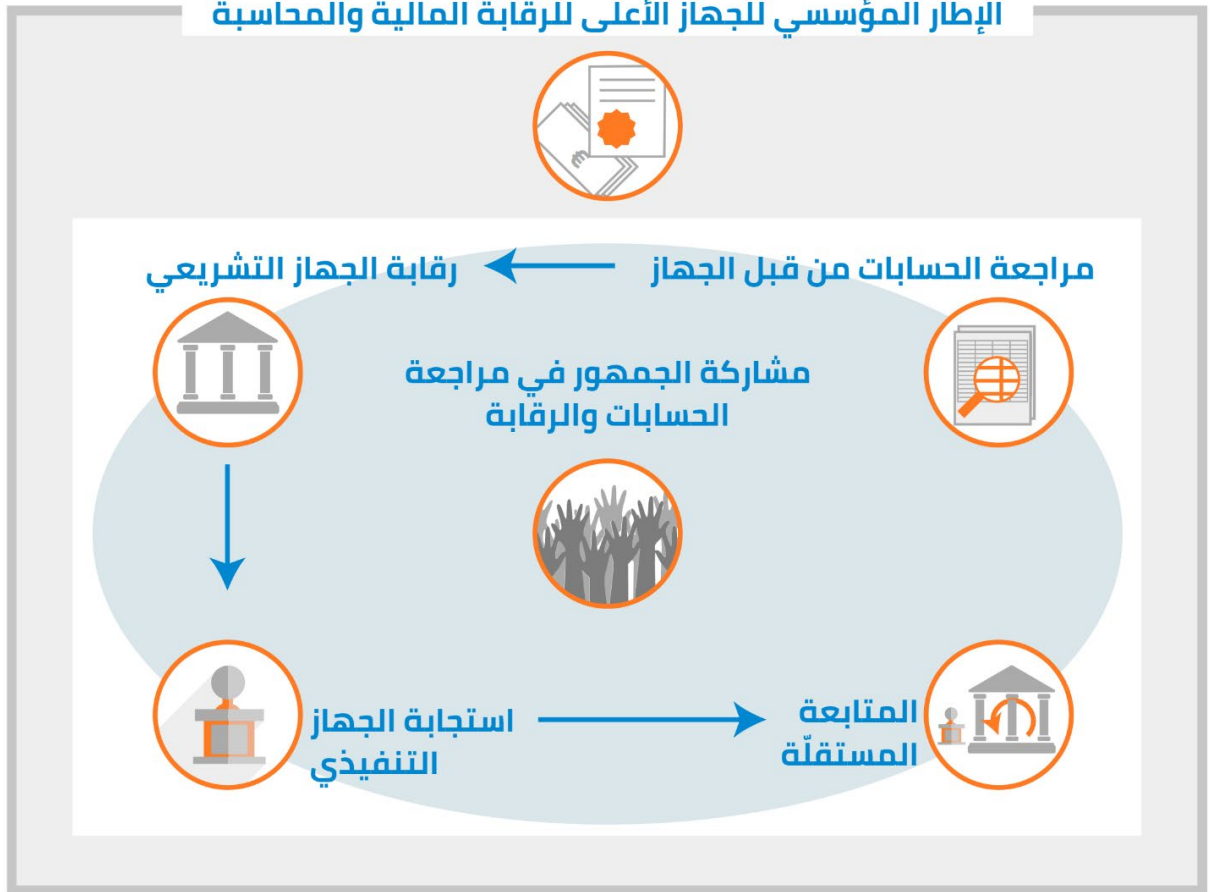 الإطار المؤسسي للجهاز الأعلى للرقابة المالية والمحاسبة
مراجعة الحسابات من قبل الجهاز
رقابة الجهاز التشريعي
مشاركة الجمهور في مراجعة
الحسابات والرقابة
استجابة الجهاز
التنفيذي
المتابعة
المستقلّة